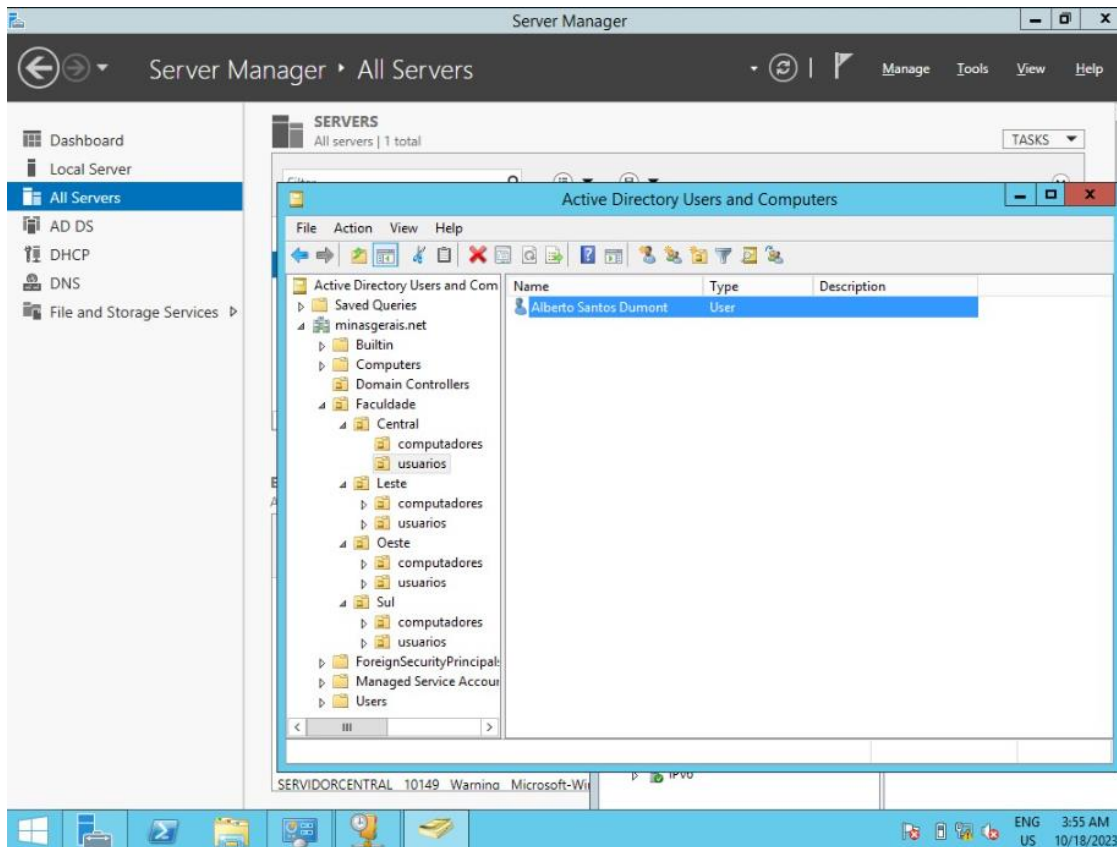 Server Manager
Server Manager ‣ All Servers
Manage Tools View Help
Dashboard
Local Server
All Servers
AD DS
DHCP
DNS
File and Storage Services
SERVERS
All servers | 1 total
TASKS
Active Directory Users and Computers
File Action View Help
Active Directory Users and Com
Saved Queries
minasgerais.net
Builtin
Computers
Domain Controllers
Faculdade
Central
computadores
usuarios
Leste
computadores
usuarios
Oeste
computadores
usuarios
Sul
computadores
usuarios
ForeignSecurityPrincipals
Managed Service Accour
Users
Name Type Description
Alberto Santos Dumont User
SERVIDORCENTRAL 10149 Warning Microsoft-Wi
ENG 3:55 AM
US 10/18/2023